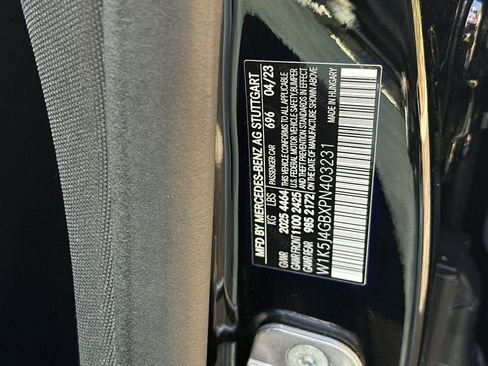 MFD BY MERCEDES-BENZ AG STUTTGART
PASSENGER CAR 696 04/23
KG LBS
GVWR 2025 4464 THIS VEHICLE CONFORMS TO ALL APPLICABLE
GAWR FRONT 1100 2425 U.S. FEDERAL MOTOR VEHICLE SAFETY, BUMPER
GAWR REAR 985 2172 AND THEFT PREVENTION STANDARDS IN EFFECT
ON THE DATE OF MANUFACTURE SHOWN ABOVE
W1K5J4GBXPN403231 MADE IN HUNGARY